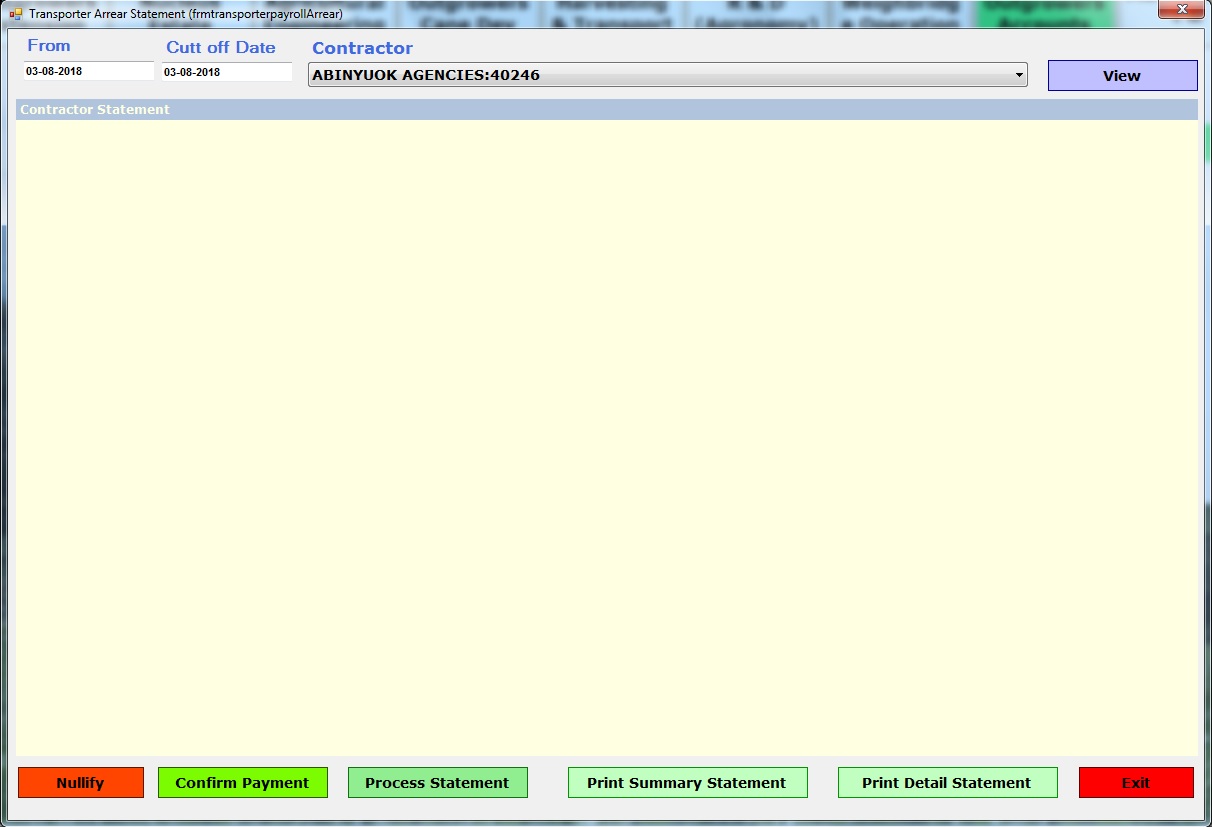 Transporter Arrear Statement (frmtransporterpayrollArrear)
From
Cutt off Date
Contractor
03-08-2018
03-08-2018
ABINYUOK AGENCIES:40246
View
Contractor Statement
Nullify
Confirm Payment
Process Statement
Print Summary Statement
Print Detail Statement
Exit